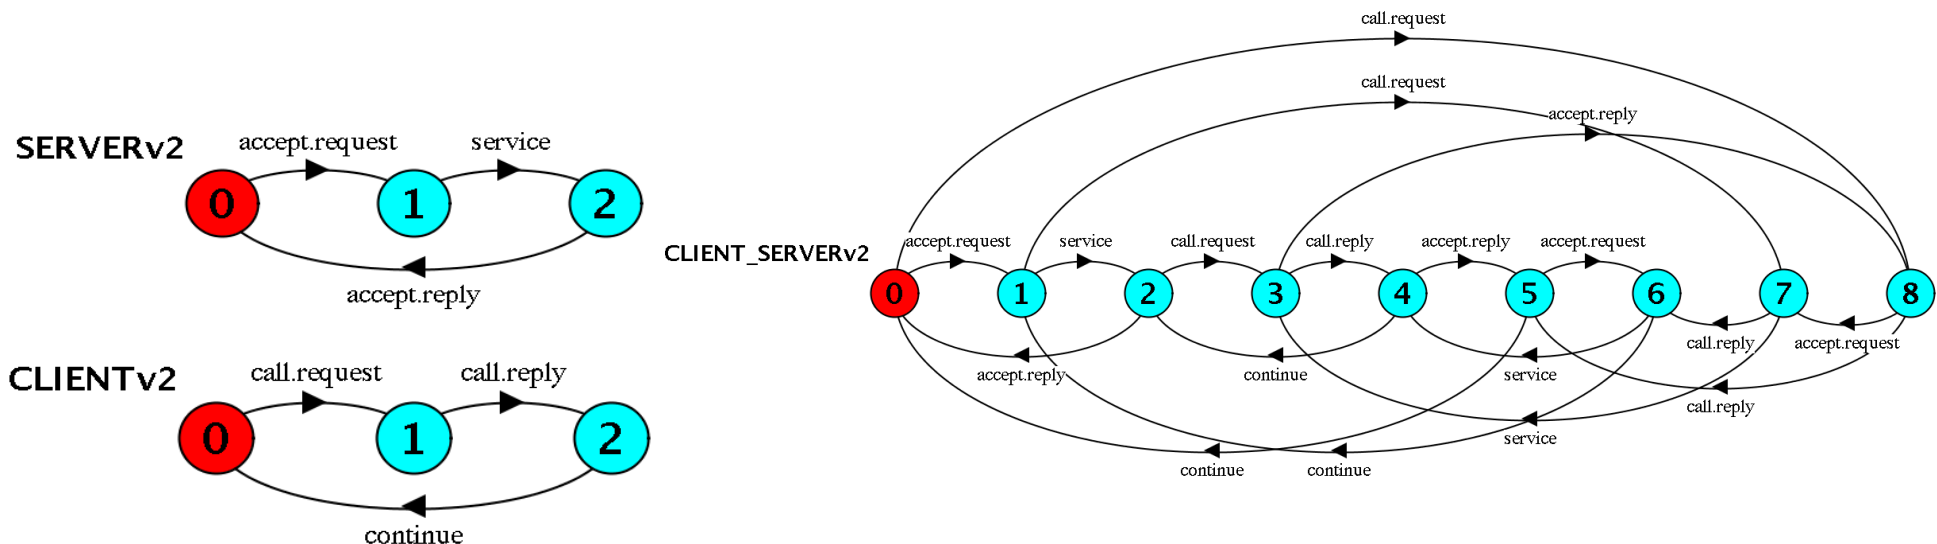 SERVERv2
accept.request
service
0
1
2
accept.reply
CLIENTv2
call.request
call.reply
0
1
2
continue
CLIENT_SERVERv2
call.request
call.request
accept.reply
accept.request
service
call.request
call.reply
accept.reply
accept.request
0
1
2
3
4
5
6
7
8
call.reply
accept.request
accept.reply
continue
service
call.reply
service
continue
continue